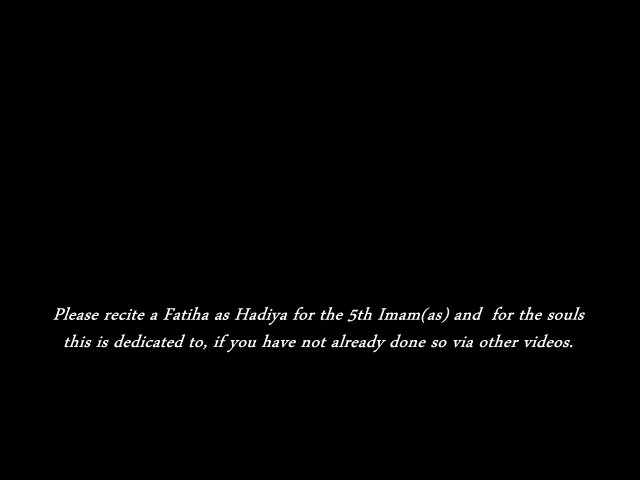 Please recite a Fatiha as Hadiya for the 5th Imam(as) and  for the souls
this is dedicated to, if you have not already done so via other videos.